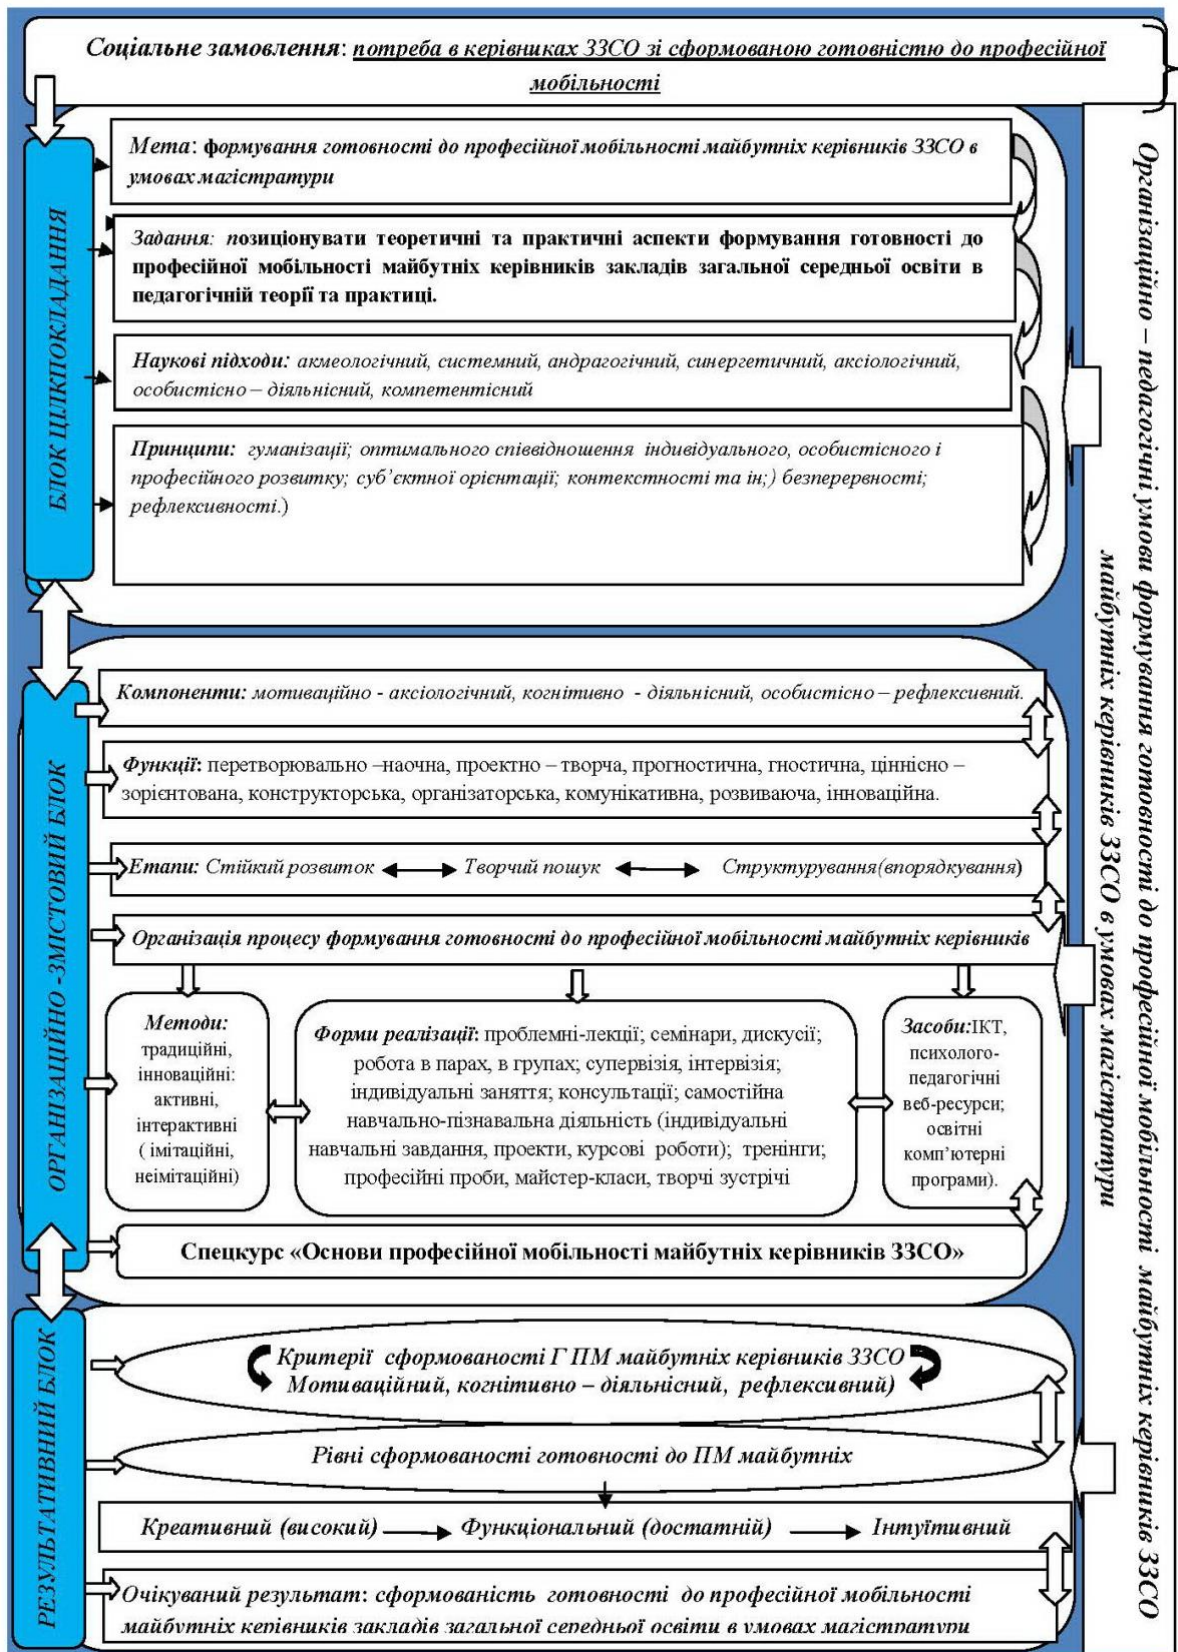 Соціальне замовлення: потреба в керівниках ЗЗСО зі сформованою готовністю до професійної
мобільності
БЛОК ЦІЛКПОКЛАДАННЯ
Мета: формування готовності до професійної мобільності майбутніх керівників ЗЗСО в
умовах магістратури
Задання: позиціонувати теоретичні та практичні аспекти формування готовності до
професійної мобільності майбутніх керівників закладів загальної середньої освіти в
педагогічній теорії та практиці.
Наукові підходи: акмеологічний, системний, андрагогічний, синергетичний, аксіологічний,
особистісно – діяльнісний, компетентісний
Принципи: гуманізації; оптимального співвідношення індивідуального, особистісного і
професійного розвитку; суб’єктної орієнтації; контекстності та ін;) безперервності;
рефлексивності.)
ОРГАНІЗАЦІЙНО -ЗМІСТОВИЙ БЛОК
Компоненти: мотиваційно - аксіологічний, когнітивно - діяльнісний, особистісно – рефлексивний.
Функції: перетворювально –наочна, проектно – творча, прогностична, гностична, ціннісно –
зорієнтована, конструкторська, організаторська, комунікативна, розвиваюча, інноваційна.
Етапи: Стійкий розвиток Творчий пошук Структурування(впорядкування)
Організація процесу формування готовності до професійної мобільності майбутніх керівників
Методи:
традиційні,
інноваційні:
активні,
інтерактивні
( імітаційні,
неімітаційні)
Форми реалізації: проблемні-лекції; семінари, дискусії;
робота в парах, в групах; супервізія, інтервізія;
індивідуальні заняття; консультації; самостійна
навчально-пізнавальна діяльність (індивідуальні
навчальні завдання, проекти, курсові роботи); тренінги;
професійні проби, майстер-класи, творчі зустрічі
Засоби:ІКТ,
психолого-
педагогічні
веб-ресурси;
освітні
комп’ютерні
програми).
Спецкурс «Основи професійної мобільності майбутніх керівників ЗЗСО»
РЕЗУЛЬТАТИВНИЙ БЛОК
Критерії сформованості Г ПМ майбутніх керівників ЗЗСО
Мотиваційний, когнітивно – діяльнісний, рефлексивний)
Рівні сформованості готовності до ПМ майбутніх
Креативний (високий) Функціональний (достатній) Інтуїтивний
Очікуваний результат: сформованість готовності до професійної мобільності
майбутніх керівників закладів загальної середньої освіти в умовах магістратури
Організаційно – педагогічні умови формування готовності до професійної мобільності майбутніх керівників ЗЗСО
майбутніх керівників ЗЗСО в умовах магістратури